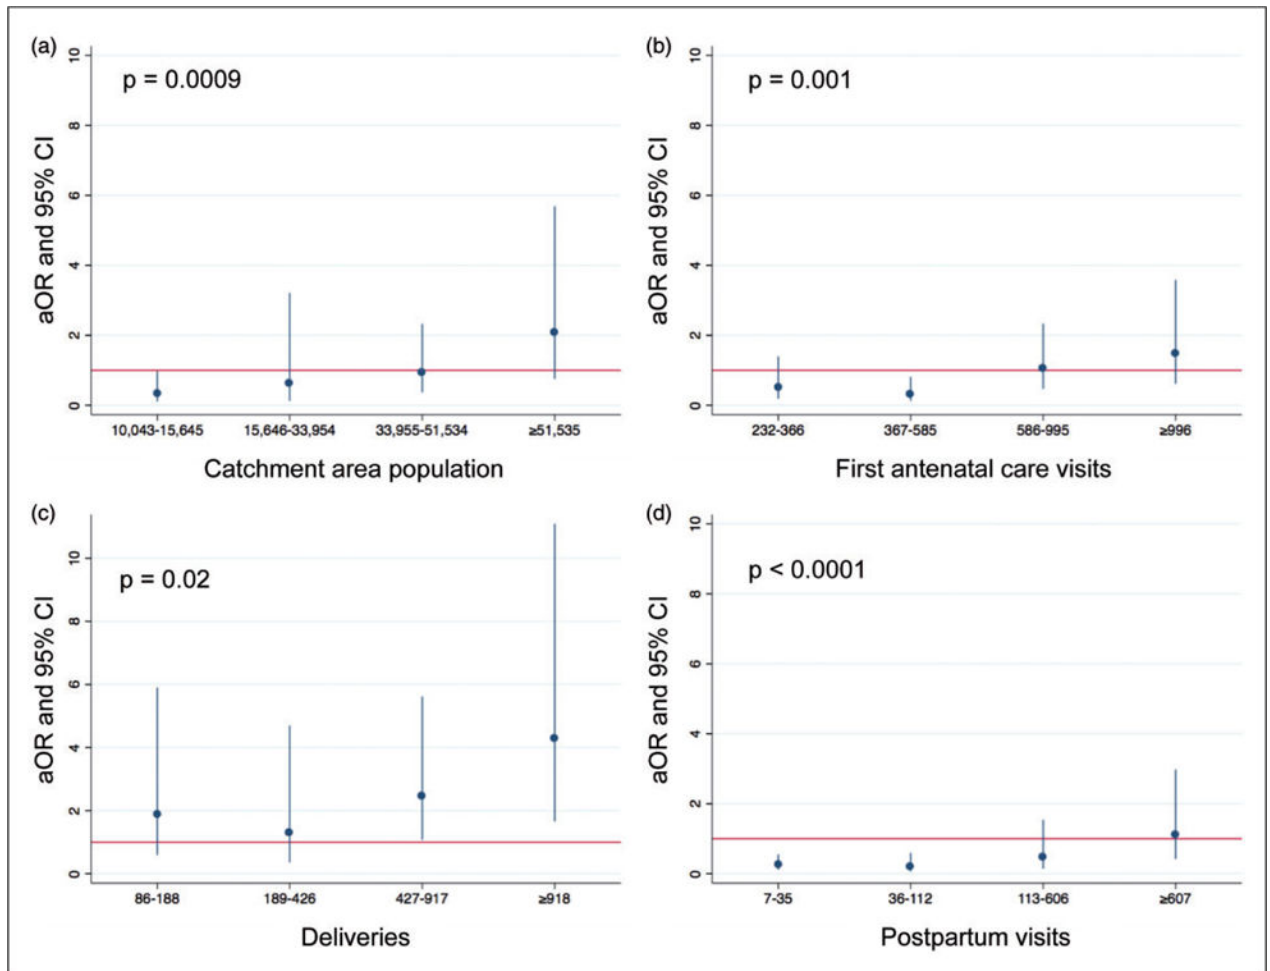 (a)
p = 0.0009
aOR and 95% CI
10
8
6
4
2
0
10,043-15,645 15,646-33,954 33,955-51,534 ≥51,535
Catchment area population
(b)
p = 0.001
aOR and 95% CI
10
8
6
4
2
0
232-366 367-585 586-995 ≥996
First antenatal care visits
(c)
p = 0.02
aOR and 95% CI
10
8
6
4
2
0
86-188 189-426 427-917 ≥918
Deliveries
(d)
p < 0.0001
aOR and 95% CI
10
8
6
4
2
0
7-35 36-112 113-606 ≥607
Postpartum visits